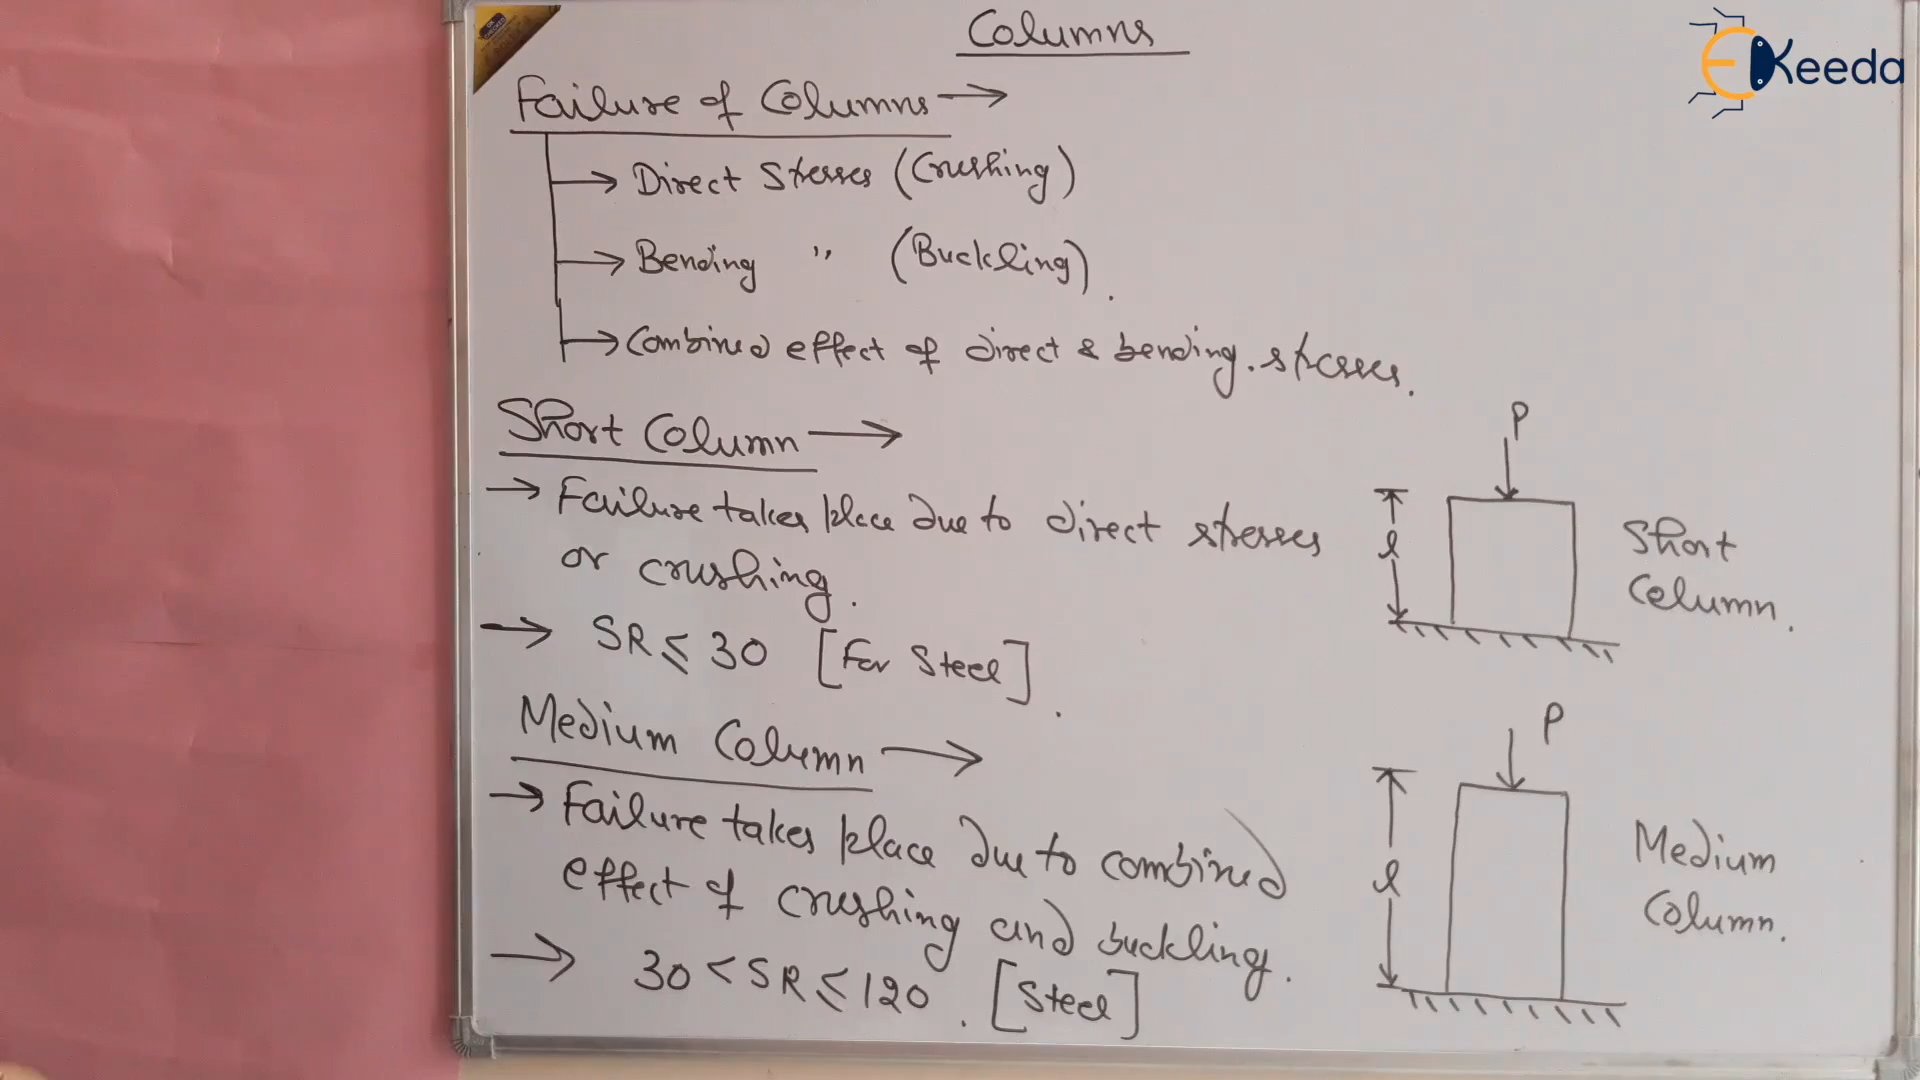 Columns
EKeeda
Failure of Columns →
→ Direct Stresses (Crushing)
→ Bending " (Buckling).
→ Combined effect of direct & bending. stresses.
Short Column →
→ Failure takes place due to direct stresses
or crushing.
→ SR ≤ 30 [For Steel].
P
l
Short
Column.
Medium Column →
→ Failure takes place due to combined
effect of crushing and buckling.
→ 30 < SR ≤ 120. [Steel]
P
l
Medium
Column.